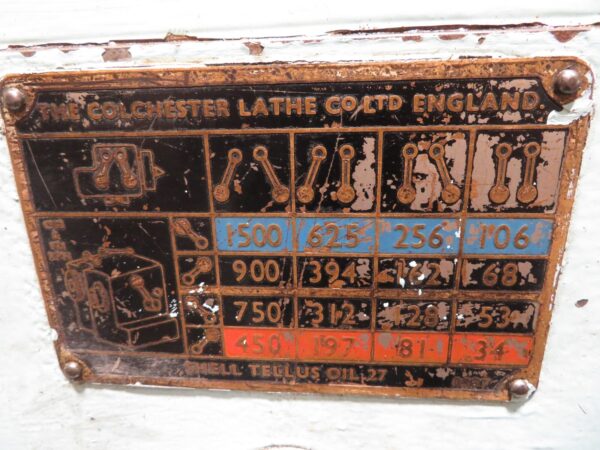 THE COLCHESTER LATHE CO LTD ENGLAND.
1500 625 256 106
900 394 162 68
750 312 128 53
450 197 81 34
SHELL TELLUS OIL 27